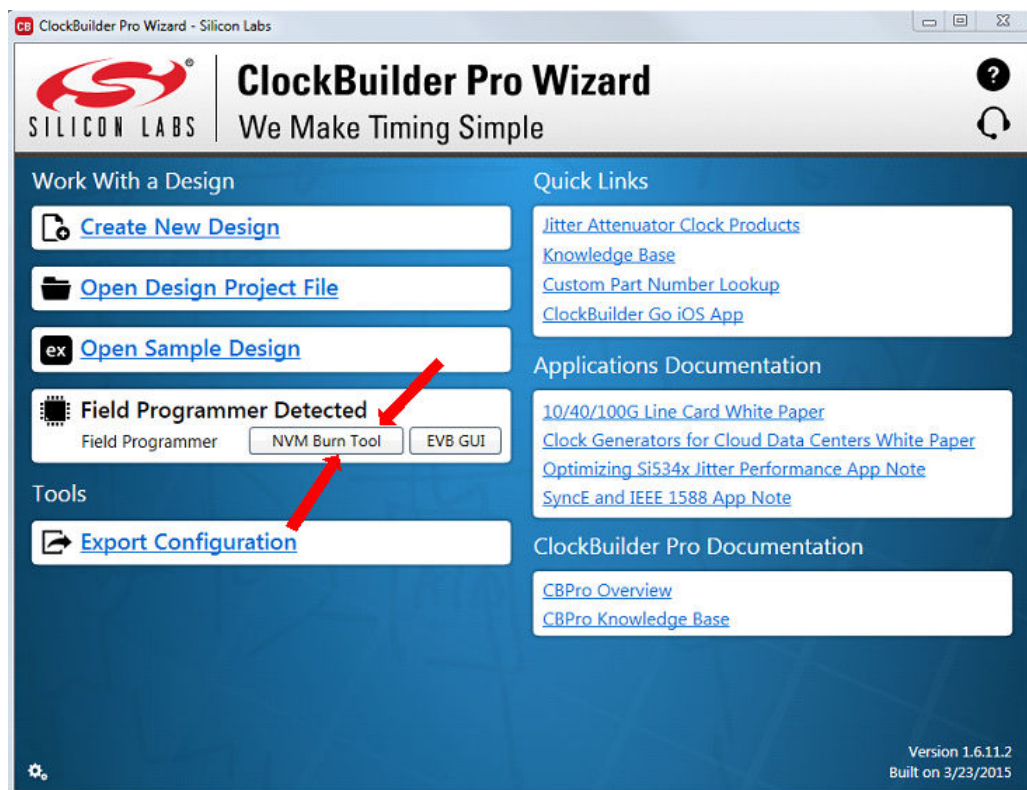 CB ClockBuilder Pro Wizard - Silicon Labs
SILICON LABS
®
ClockBuilder Pro Wizard
We Make Timing Simple
?
Work With a Design
Create New Design
Open Design Project File
ex Open Sample Design
Field Programmer Detected
Field Programmer NVM Burn Tool EVB GUI
Tools
Export Configuration
Quick Links
Jitter Attenuator Clock Products
Knowledge Base
Custom Part Number Lookup
ClockBuilder Go iOS App
Applications Documentation
10/40/100G Line Card White Paper
Clock Generators for Cloud Data Centers White Paper
Optimizing Si534x Jitter Performance App Note
SyncE and IEEE 1588 App Note
ClockBuilder Pro Documentation
CBPro Overview
CBPro Knowledge Base
Version 1.6.11.2
Built on 3/23/2015